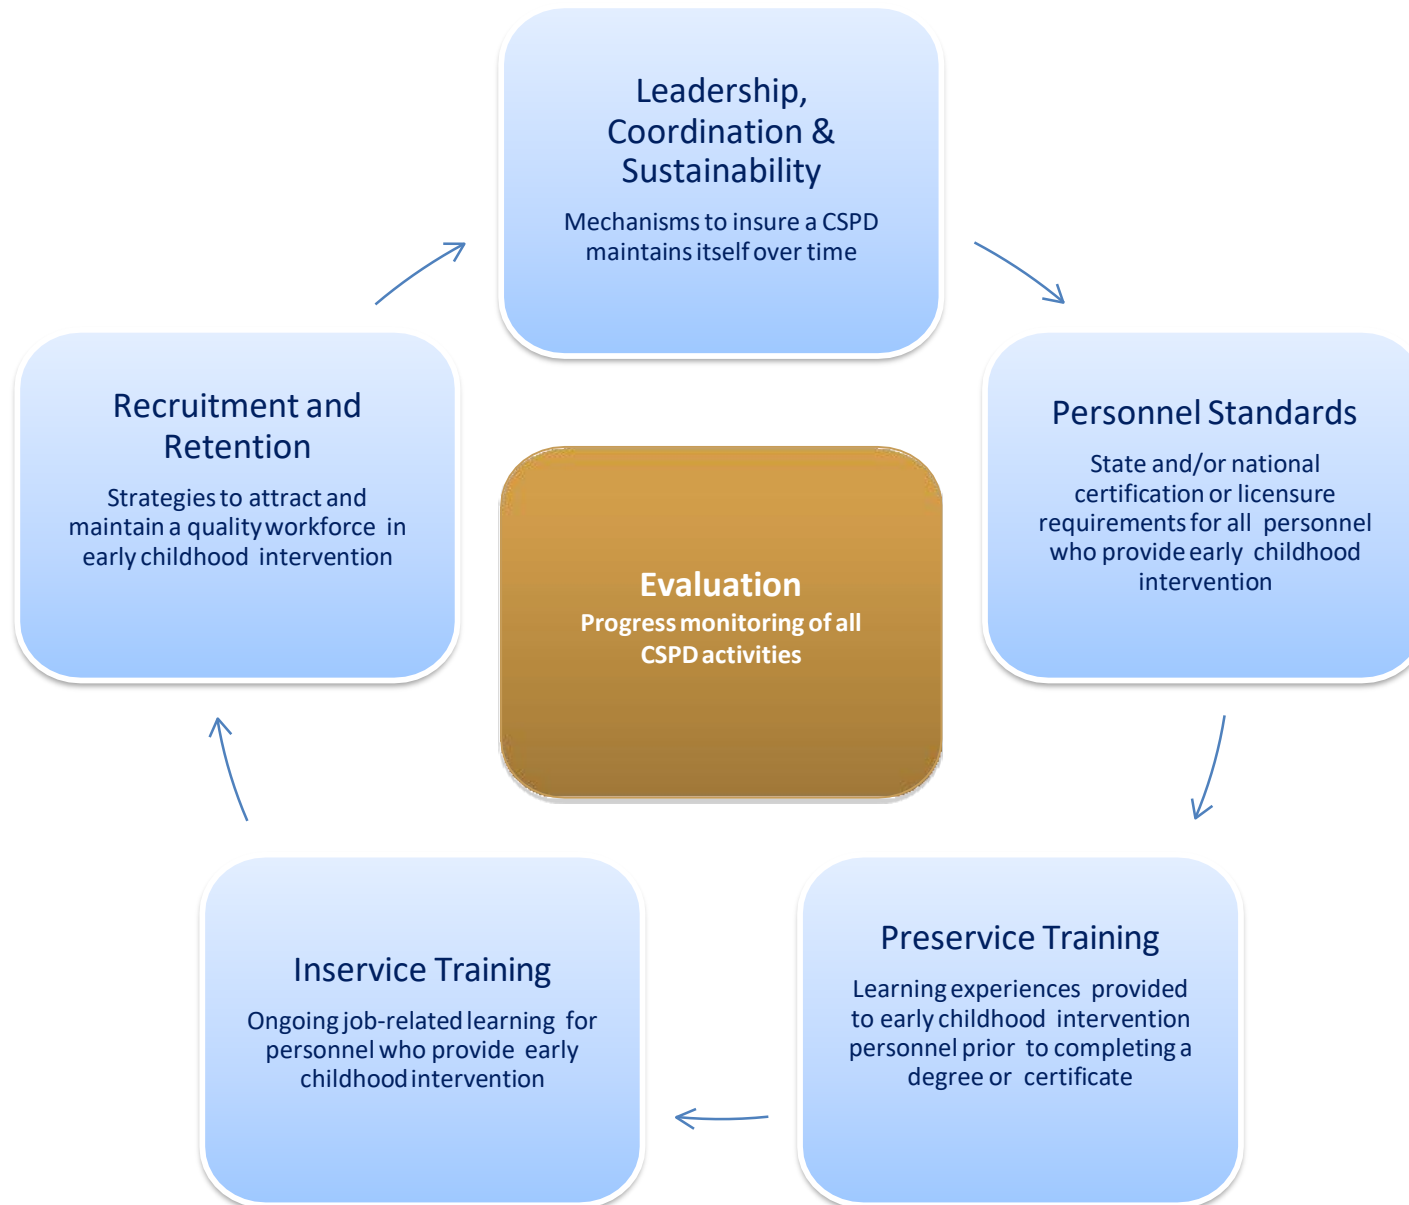 Leadership,
Coordination &
Sustainability
Mechanisms to insure a CSPD
maintains itself over time
Personnel Standards
State and/or national
certification or licensure
requirements for all personnel
who provide early childhood
intervention
Preservice Training
Learning experiences provided
to early childhood intervention
personnel prior to completing a
degree or certificate
Inservice Training
Ongoing job-related learning for
personnel who provide early
childhood intervention
Recruitment and
Retention
Strategies to attract and
maintain a quality workforce in
early childhood intervention
Evaluation
Progress monitoring of all
CSPD activities